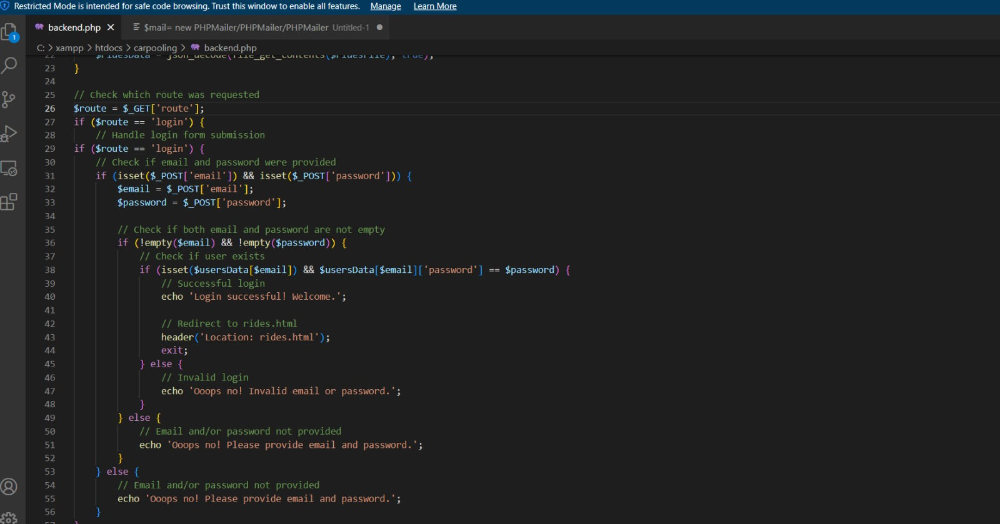 Restricted Mode is intended for safe code browsing. Trust this window to enable all features. Manage Learn More
backend.php $mail= new PHPMailer/PHPMailer/PHPMailer Untitled-1
C: > xampp > htdocs > carpooling > backend.php
1
22 $ridesData = json_decode(file_get_contents($ridesFile), true);
23 }
24
25 // Check which route was requested
26 $route = $_GET['route'];
27 if ($route == 'login') {
28 // Handle login form submission
29 if ($route == 'login') {
30 // Check if email and password were provided
31 if (isset($_POST['email']) && isset($_POST['password'])) {
32 $email = $_POST['email'];
33 $password = $_POST['password'];
34
35 // Check if both email and password are not empty
36 if (!empty($email) && !empty($password)) {
37 // Check if user exists
38 if (isset($usersData[$email]) && $usersData[$email]['password'] == $password) {
39 // Successful login
40 echo 'Login successful! Welcome.';
41
42 // Redirect to rides.html
43 header('Location: rides.html');
44 exit;
45 } else {
46 // Invalid login
47 echo 'Ooops no! Invalid email or password.';
48 }
49 } else {
50 // Email and/or password not provided
51 echo 'Ooops no! Please provide email and password.';
52 }
53 } else {
54 // Email and/or password not provided
55 echo 'Ooops no! Please provide email and password.';
56 }
57 }